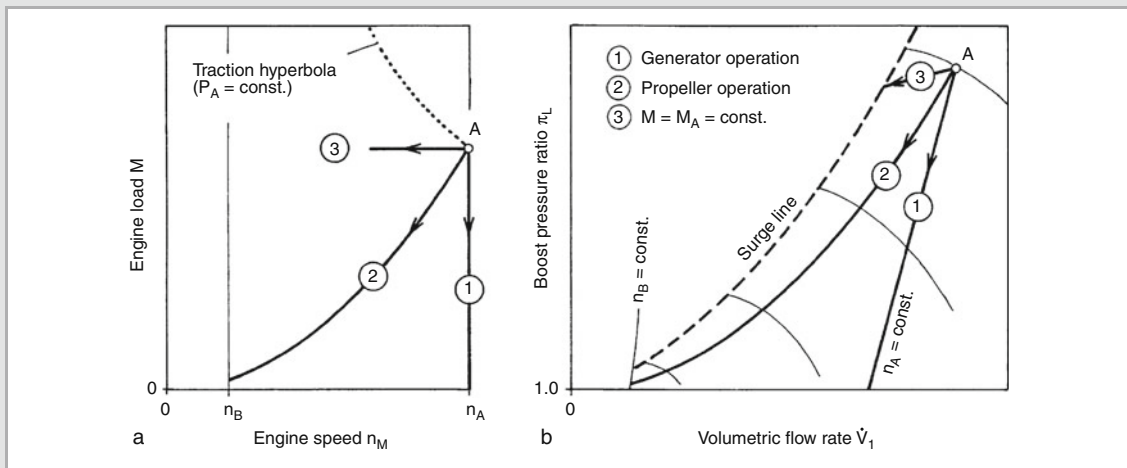 Traction hyperbola
(P_A = const.)
A
3
2
1
Engine load M
0
0
n_B
n_A
a
Engine speed n_M
1 Generator operation
2 Propeller operation
3 M = M_A = const.
A
3
2
1
Surge line
n_B = const.
n_A = const.
Boost pressure ratio π_L
1.0
0
b
Volumetric flow rate V̇_1